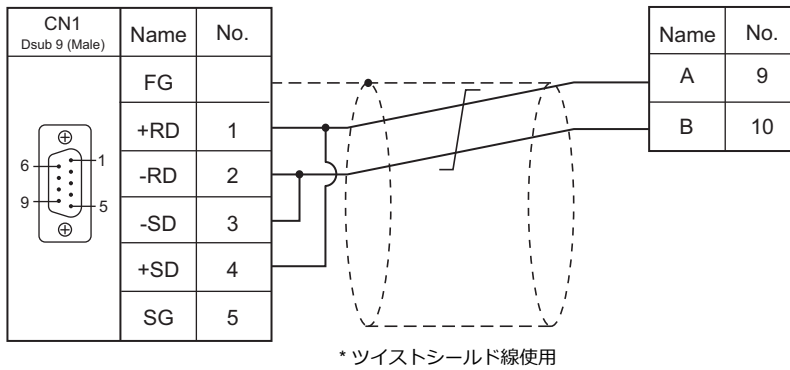 CN1
Dsub 9 (Male)
Name No.
FG
+RD 1
-RD 2
-SD 3
+SD 4
SG 5
6
1
9
5
Name No.
A 9
B 10
* ツイストシールド線使用